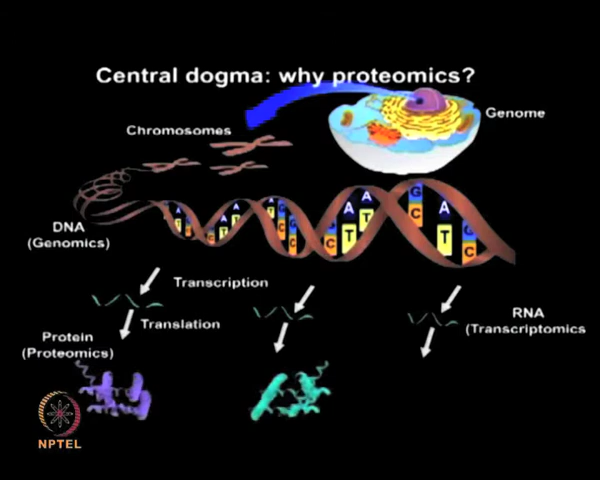 Central dogma: why proteomics?
Genome
Chromosomes
A
A
A
A
T
A
T
G
C
A
T
G
C
DNA
(Genomics)
Transcription
RNA
(Transcriptomics
Translation
Protein
(Proteomics)
NPTEL